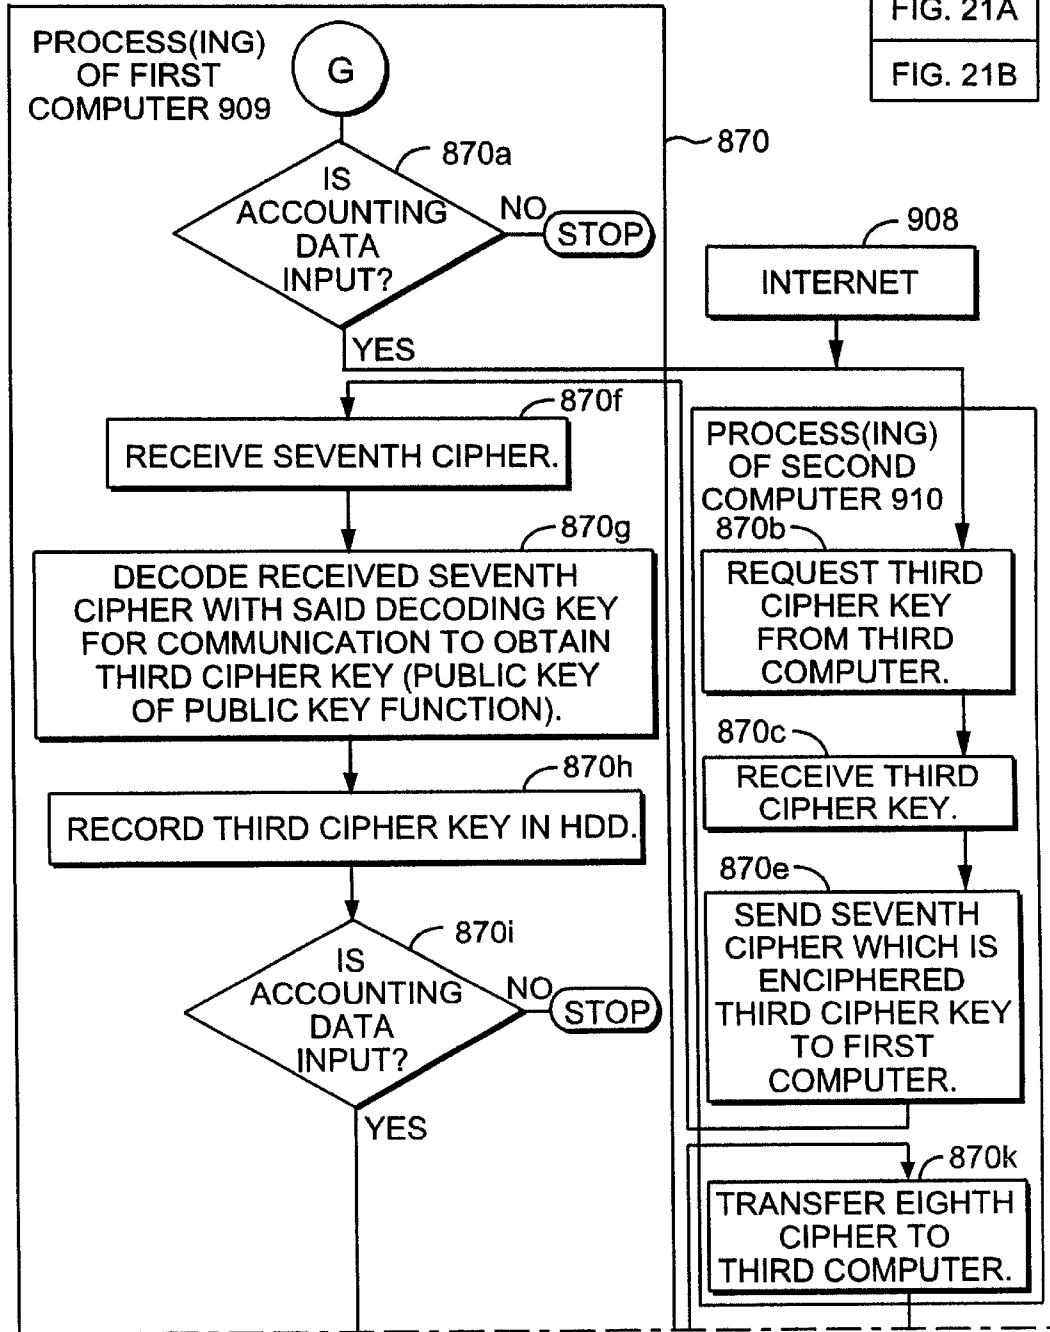 FIG. 21A
FIG. 21B
PROCESS(ING)
OF FIRST
COMPUTER 909
G
870
870a
IS
ACCOUNTING
DATA
INPUT?
NO
STOP
YES
908
INTERNET
870f
RECEIVE SEVENTH CIPHER.
PROCESS(ING)
OF SECOND
COMPUTER 910
870g
DECODE RECEIVED SEVENTH
CIPHER WITH SAID DECODING KEY
FOR COMMUNICATION TO OBTAIN
THIRD CIPHER KEY (PUBLIC KEY
OF PUBLIC KEY FUNCTION).
870b
REQUEST THIRD
CIPHER KEY
FROM THIRD
COMPUTER.
870h
RECORD THIRD CIPHER KEY IN HDD.
870c
RECEIVE THIRD
CIPHER KEY.
870i
IS
ACCOUNTING
DATA
INPUT?
NO
STOP
YES
870e
SEND SEVENTH
CIPHER WHICH IS
ENCIPHERED
THIRD CIPHER KEY
TO FIRST
COMPUTER.
870k
TRANSFER EIGHTH
CIPHER TO
THIRD COMPUTER.